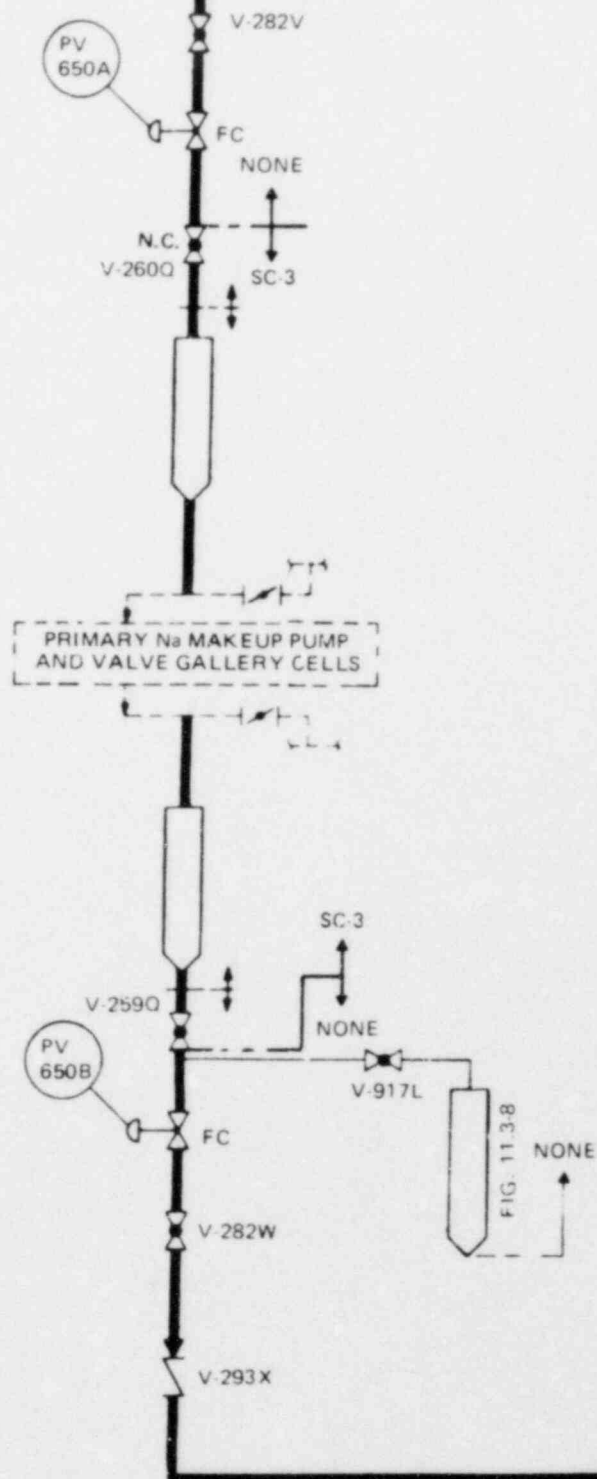 V-282V
PV
650A
FC
NONE
N.C.
V-260Q
SC-3
PRIMARY Na MAKEUP PUMP
AND VALVE GALLERY CELLS
SC-3
V-259Q
NONE
PV
650B
V-917L
FC
FIG. 11.3-8
NONE
V-282W
V-293X